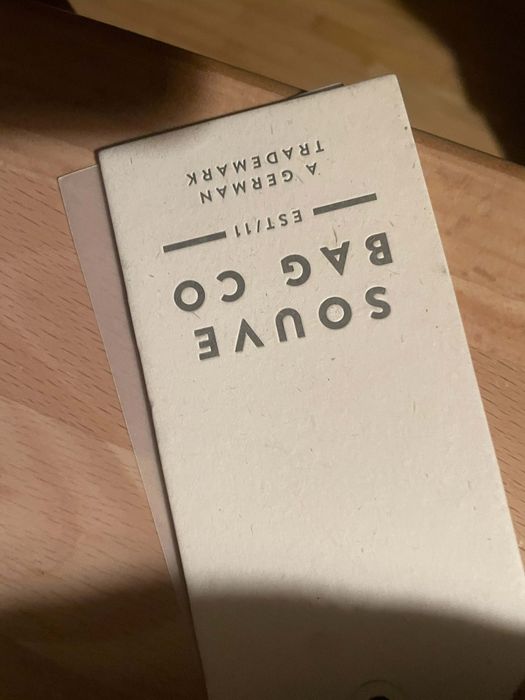 SOUVE
BAG CO
EST/11
A GERMAN
TRADEMARK